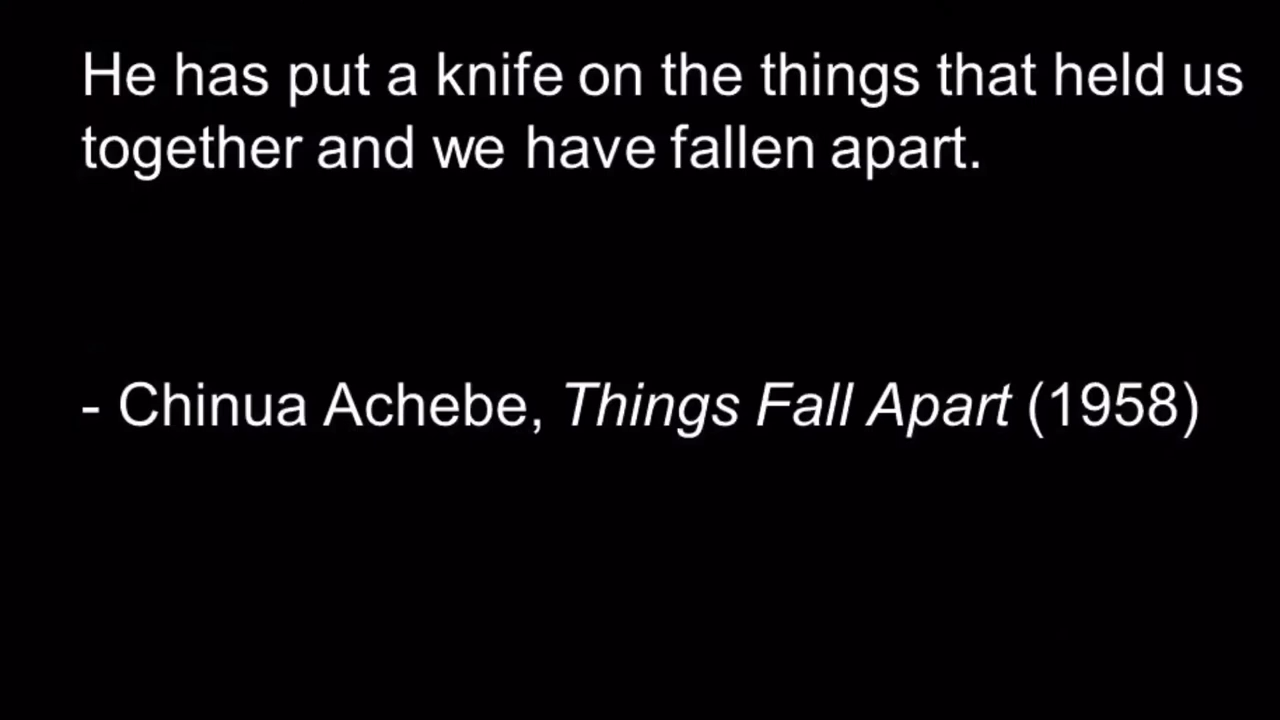 He has put a knife on the things that held us
together and we have fallen apart.
- Chinua Achebe, Things Fall Apart (1958)